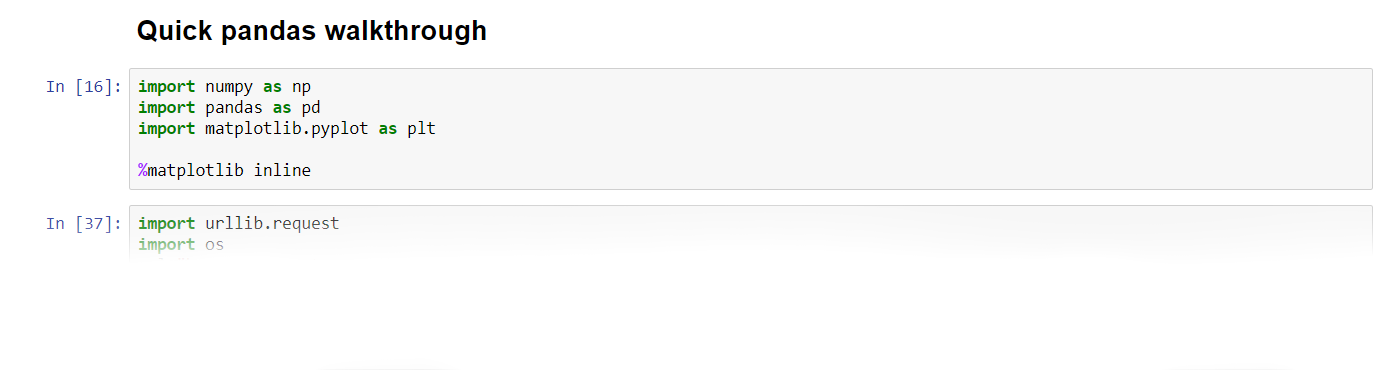 Quick pandas walkthrough
In [16]: import numpy as np
import pandas as pd
import matplotlib.pyplot as plt
%matplotlib inline
In [37]: import urllib.request
import os